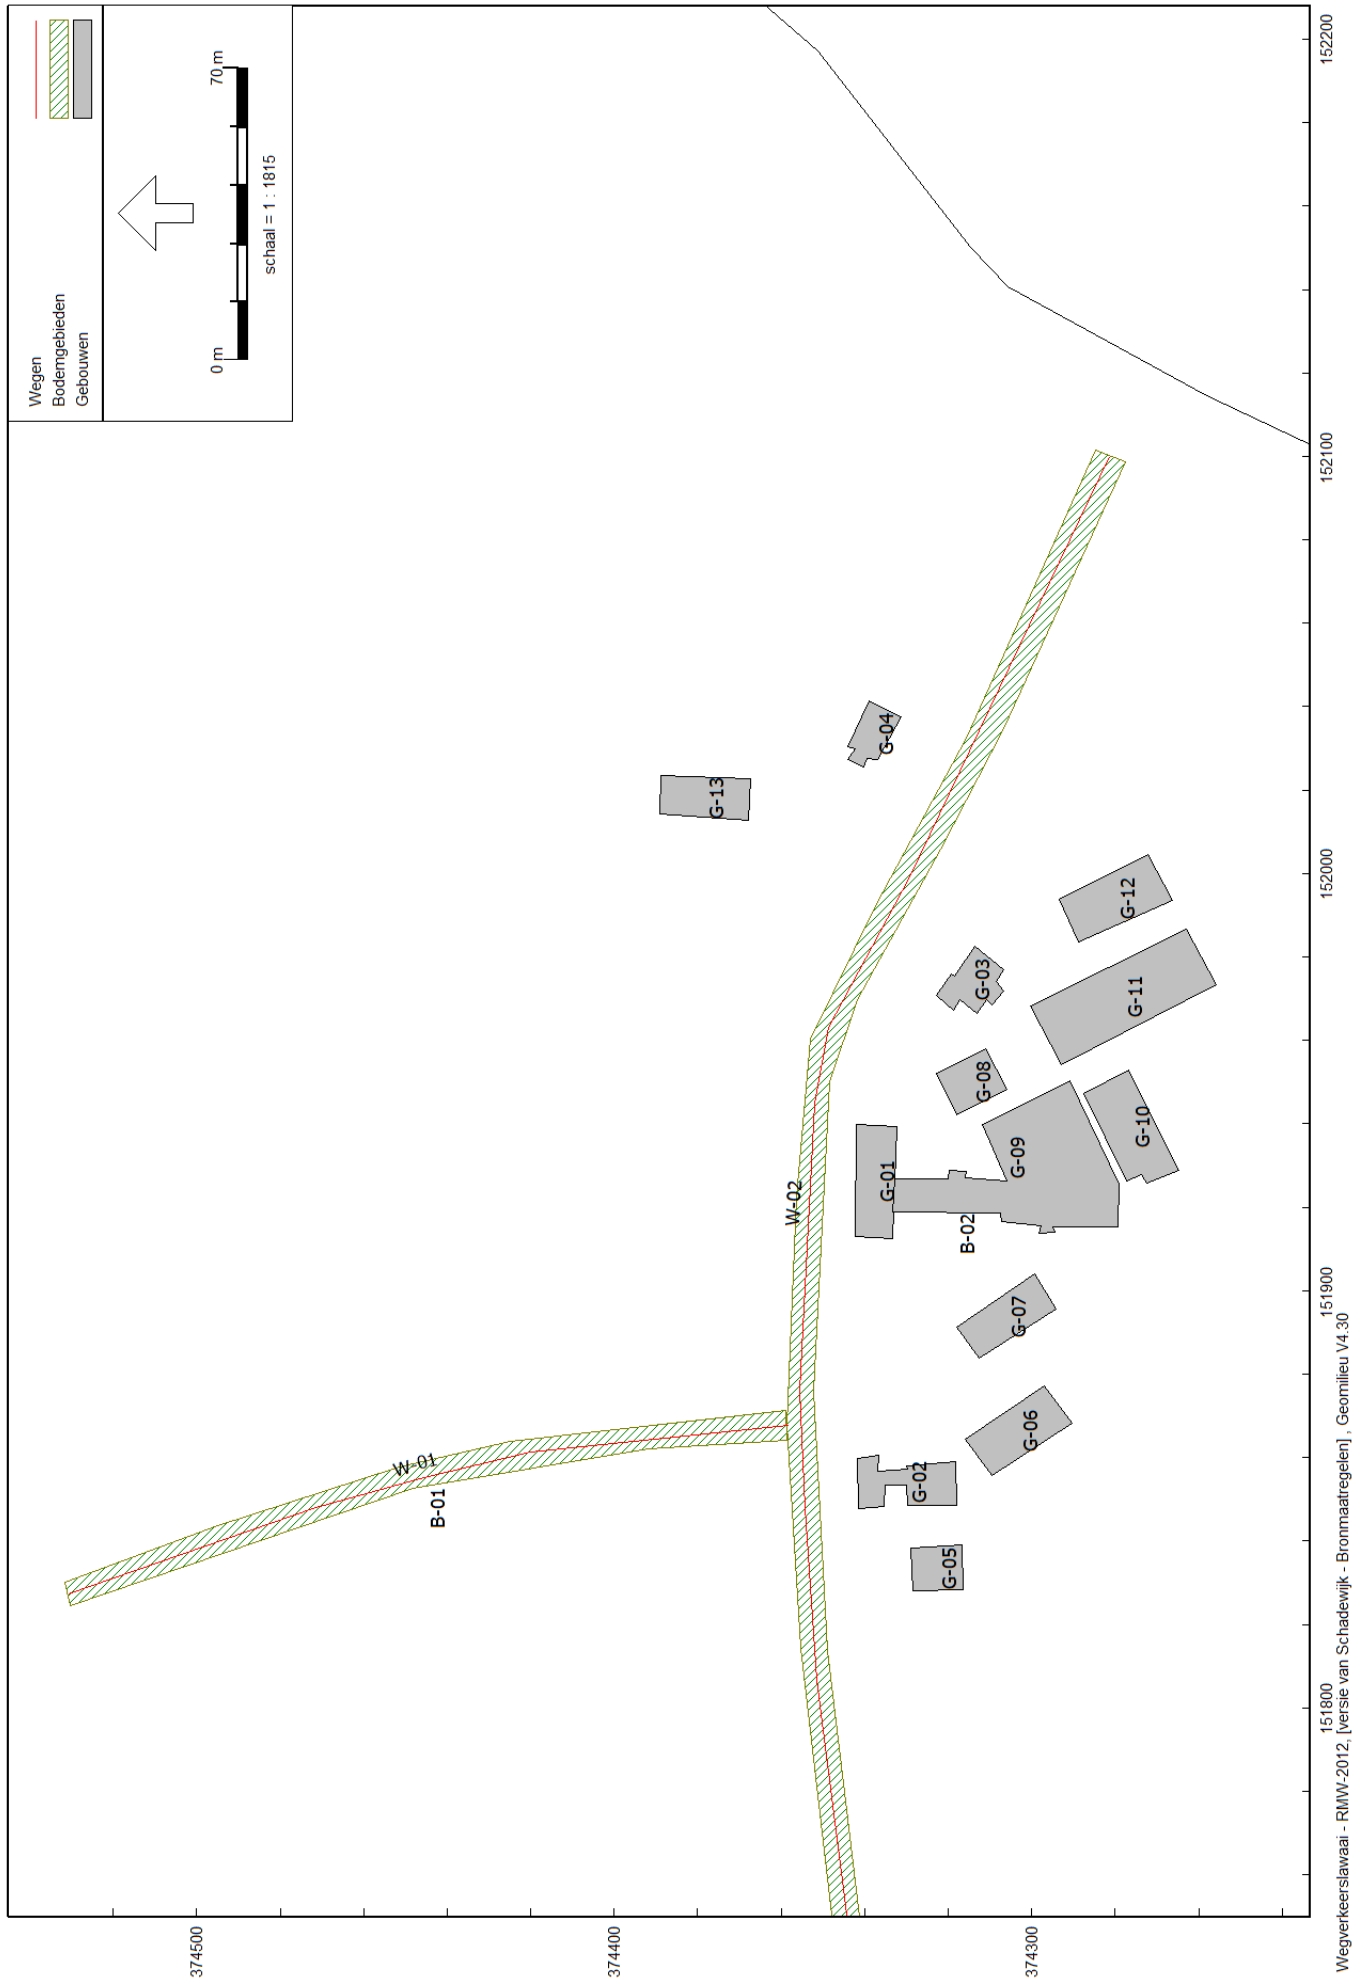 Wegen
Bodemgebieden
Gebouwen
0 m
70 m
schaal = 1 : 1815
W-01
B-01
W-02
G-13
G-04
G-01
G-02
G-05
G-06
G-07
B-02
G-08
G-03
G-09
G-10
G-11
G-12
374500
374400
374300
151800
151900
152000
152100
152200
Wegverkeerslawaai - RMW-2012, [versie van Schadewijk - Bronmaatregelen] , Geomilieu V4.30